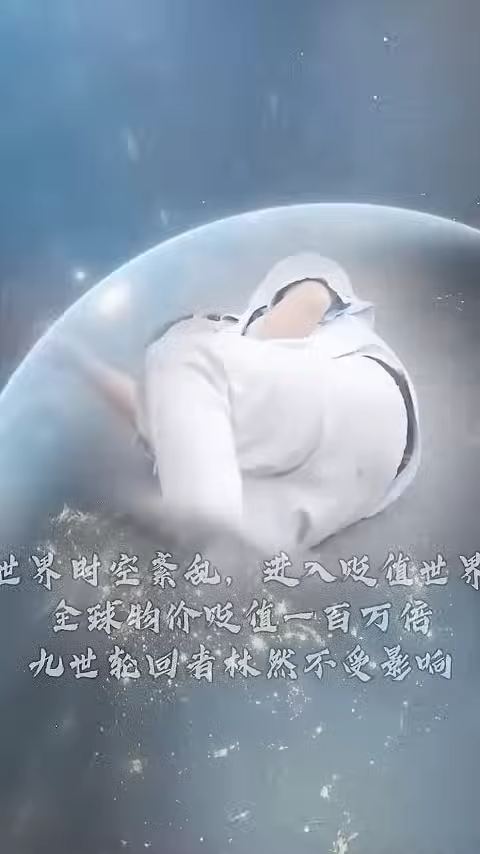 世界时空紊乱，进入贬值世界
全球物价贬值一百万倍
九世轮回者林然不受影响